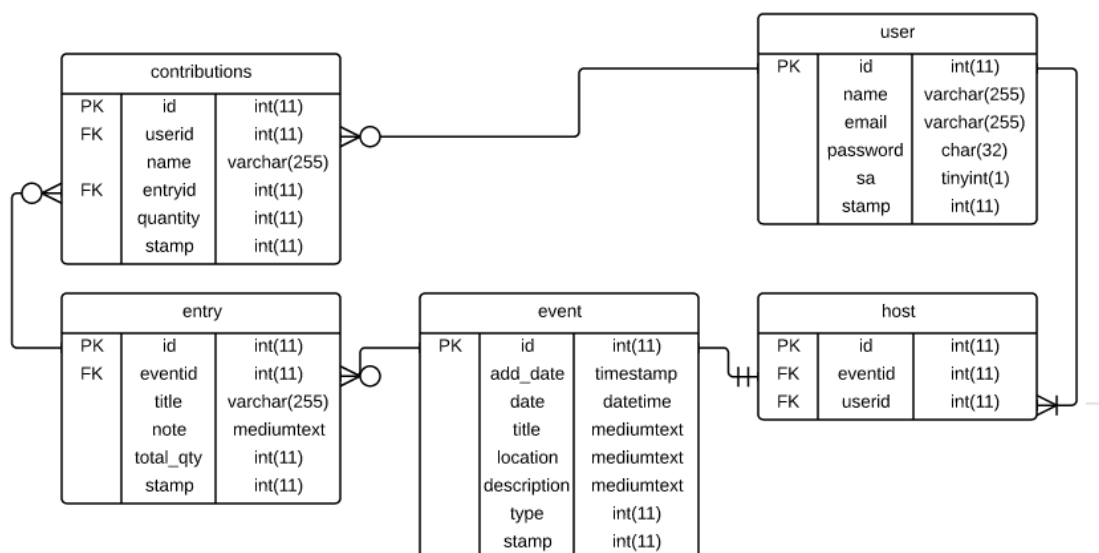 contributions
PK id int(11)
FK userid int(11)
name varchar(255)
FK entryid int(11)
quantity int(11)
stamp int(11)
user
PK id int(11)
name varchar(255)
email varchar(255)
password char(32)
sa tinyint(1)
stamp int(11)
entry
PK id int(11)
FK eventid int(11)
title varchar(255)
note mediumtext
total_qty int(11)
stamp int(11)
event
PK id int(11)
add_date timestamp
date datetime
title mediumtext
location mediumtext
description mediumtext
type int(11)
stamp int(11)
host
PK id int(11)
FK eventid int(11)
FK userid int(11)